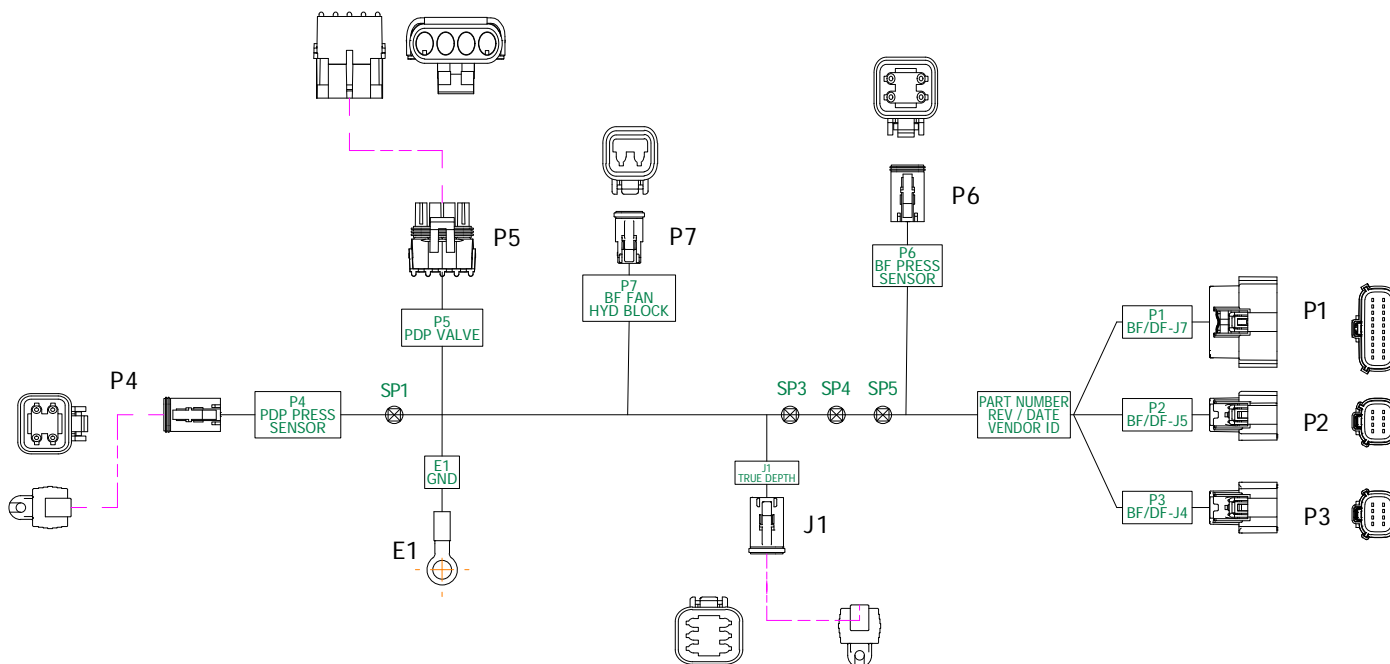 P5
P7
P6
P6
BF PRESS
SENSOR
P7
BF FAN
HYD BLOCK
P5
PDP VALVE
P1
BF/DF-J7
P1
P4
P4
PDP PRESS
SENSOR
SP1
SP3
SP4
SP5
PART NUMBER
REV / DATE
VENDOR ID
P2
BF/DF-J5
P2
E1
GND
J1
TRUE DEPTH
P3
BF/DF-J4
P3
E1
J1